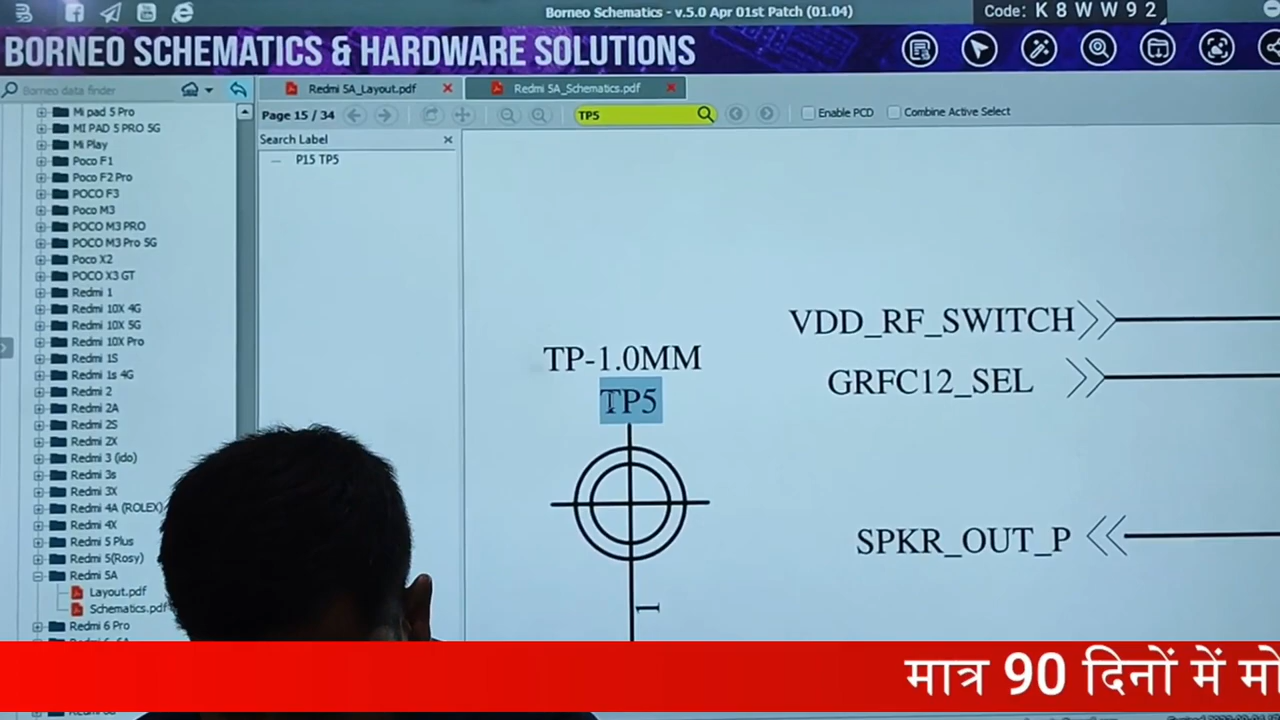 Borneo Schematics - v.5.0 Apr 01st Patch (01.04)
Code: K 8 W W 9 2
BORNEO SCHEMATICS & HARDWARE SOLUTIONS
Borneo data finder
Redmi 5A_Layout.pdf
Redmi 5A_Schematics.pdf
Page 15 / 34
TP5
Enable PCD
Combine Active Select
Search Label
P15 TP5
Mi pad 5 Pro
MI PAD 5 PRO 5G
Mi Play
Poco F1
Poco F2 Pro
POCO F3
Poco M3
POCO M3 PRO
POCO M3 Pro 5G
Poco X2
POCO X3 GT
Redmi 1
Redmi 10X 4G
Redmi 10X 5G
Redmi 10X Pro
Redmi 1S
Redmi 1s 4G
Redmi 2
Redmi 2A
Redmi 2S
Redmi 2X
Redmi 3 (ido)
Redmi 3s
Redmi 3X
Redmi 4A (ROLEX)
Redmi 4X
Redmi 5 Plus
Redmi 5(Rosy)
Redmi 5A
Layout.pdf
Schematics.pdf
Redmi 6 Pro
TP-1.0MM
TP5
1
VDD_RF_SWITCH
GRFC12_SEL
SPKR_OUT_P
मात्र 90 दिनों में मो